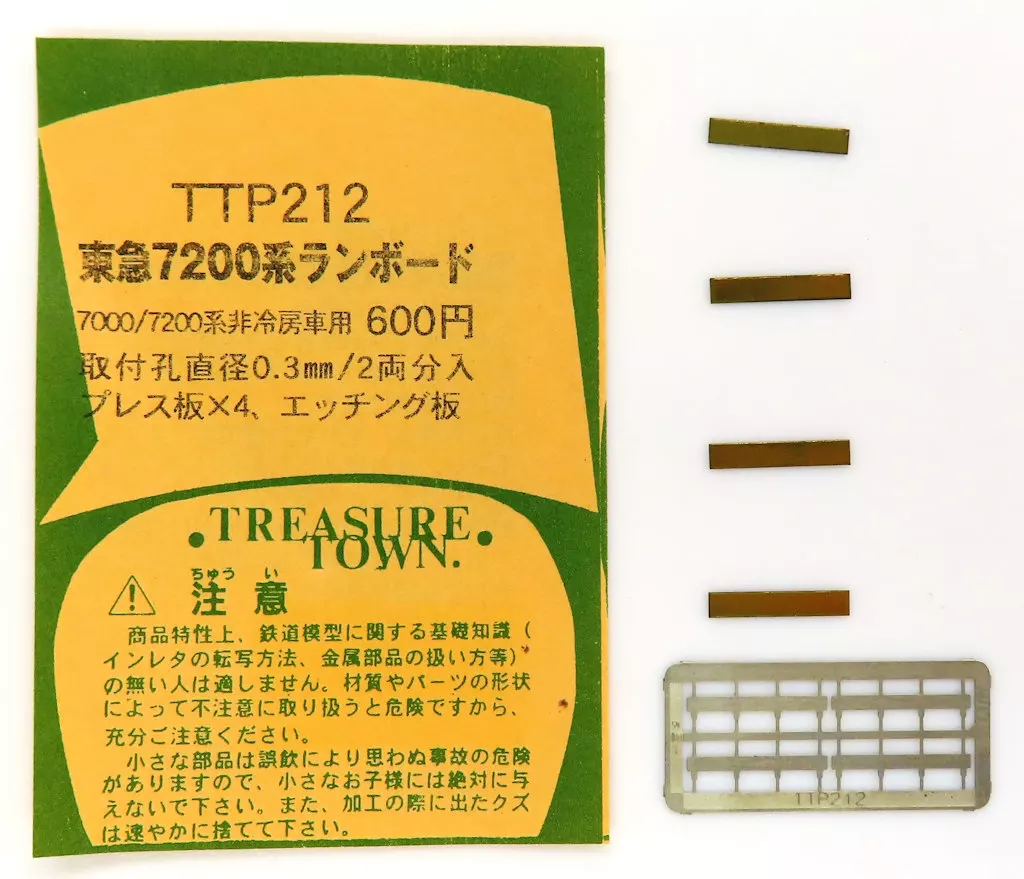 TTP212
東急7200系ランボード
7000/7200系非冷房車用 600円
取付孔直径0.3mm/2両分入
プレス板×4、エッチング板
•TREASURE•
TOWN.
ちゅう い
注 意
商品特性上、鉄道模型に関する基礎知識(
インレタの転写方法、金属部品の扱い方等)
の無い人は適しません。材質やパーツの形状
によって不注意に取り扱うと危険ですから、
充分ご注意ください。
小さな部品は誤飲により思わぬ事故の危険
がありますので、小さなお子様には絶対に与
えないで下さい。また、加工の際に出たクズ
は速やかに捨てて下さい。
TTP212